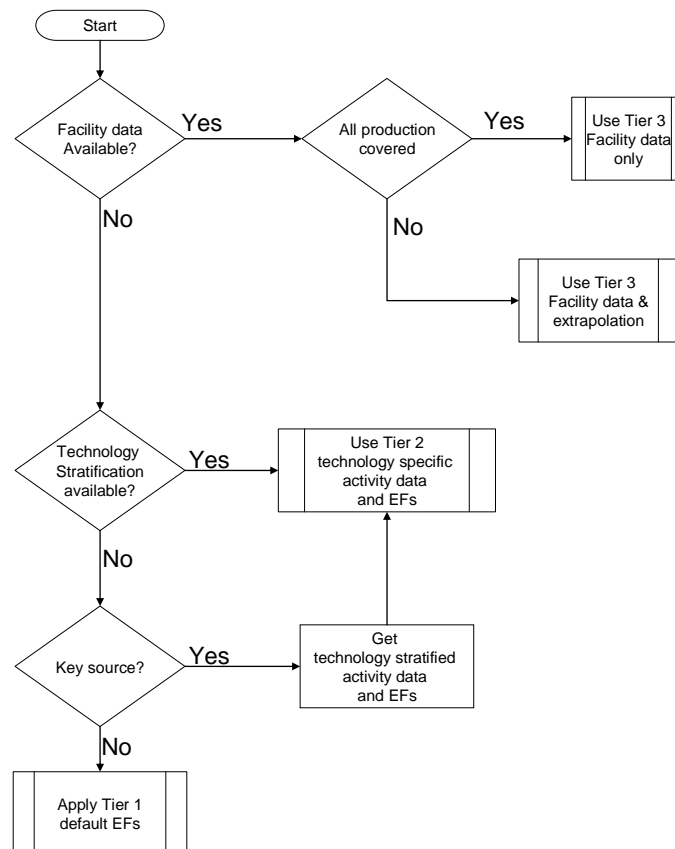 Start
Facility data
Available?
Yes
All production
covered
Yes
Use Tier 3
Facility data
only
No
No
Use Tier 3
Facility data &
extrapolation
Technology
Stratification
available?
Yes
Use Tier 2
technology specific
activity data
and EFs
No
Key source?
Yes
Get
technology stratified
activity data
and EFs
No
Apply Tier 1
default EFs